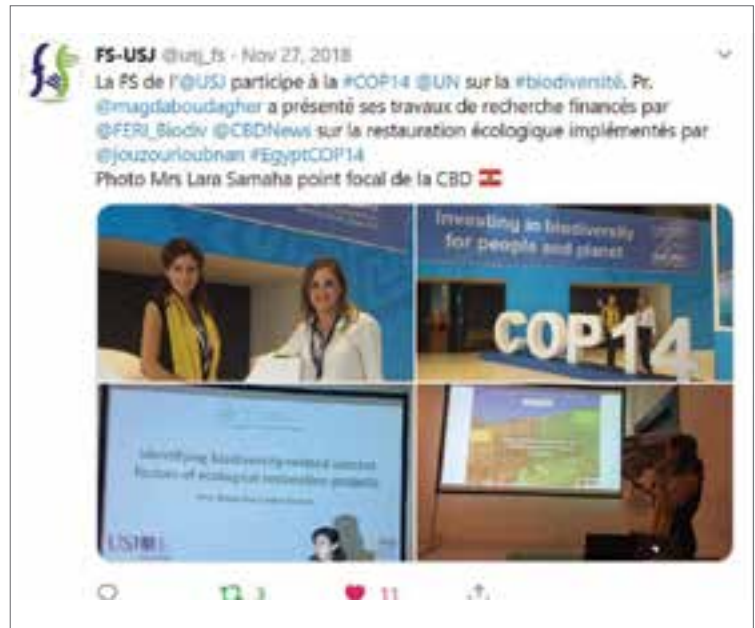 FS-USJ @usj_fs - Nov 27, 2018
La FS de l'@USJ participe à la #COP14 @UN sur la #biodiversité. Pr.
@magdaboudagher a présenté ses travaux de recherche financés par
@FERI_Biodiv @CBDNews sur la restauration écologique implémentés par
@jouzourloubnan #EgyptCOP14
Photo Mrs Lara Samaha point focal de la CBD
Investing in biodiversity
for people and planet
COP14
Identifying biodiversity-related success
factors of ecological restoration projects
USJ
3 11